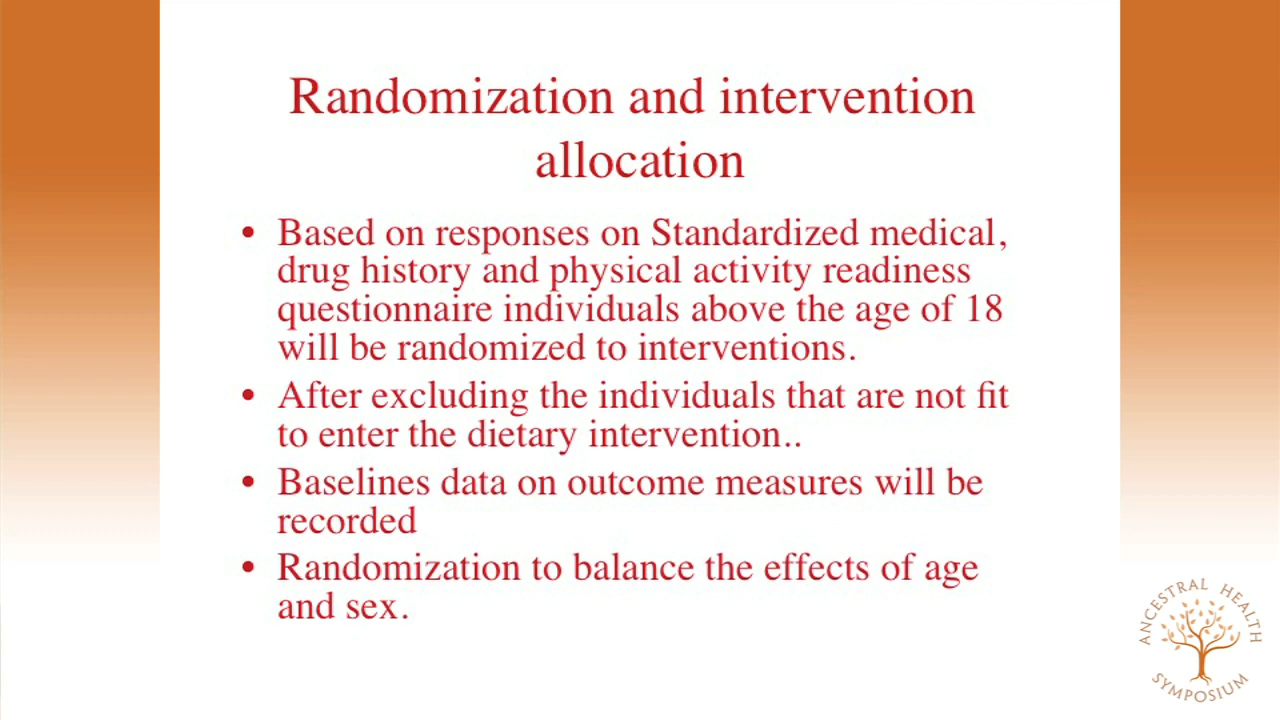 Randomization and intervention
allocation
• Based on responses on Standardized medical,
drug history and physical activity readiness
questionnaire individuals above the age of 18
will be randomized to interventions.
• After excluding the individuals that are not fit
to enter the dietary intervention..
• Baselines data on outcome measures will be
recorded
• Randomization to balance the effects of age
and sex.
ANCESTRAL HEALTH
SYMPOSIUM